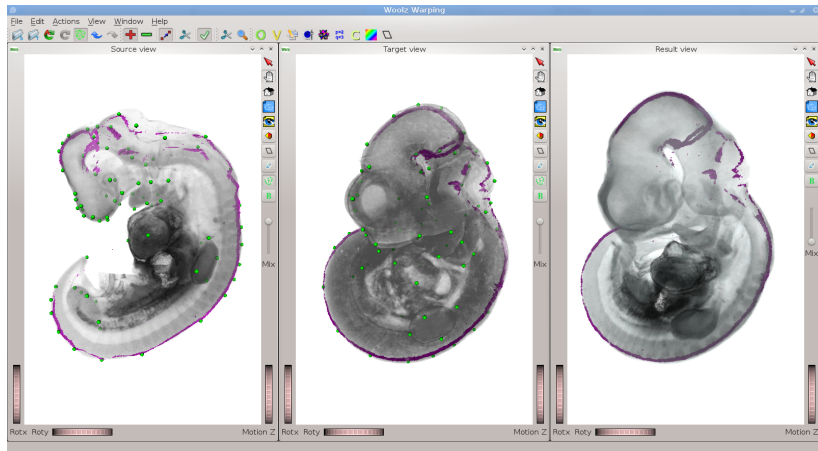 Woolz Warping
File Edit Actions View Window Help
Source view
Target view
Result view
Mix
Mix
Mix
Rotx Roty Motion Z
Rotx Roty Motion Z
Rotx Roty Motion Z